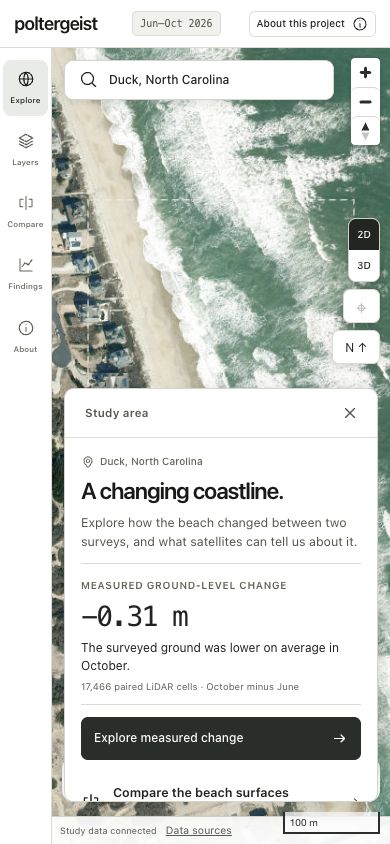 poltergeist
Jun–Oct 2026
About this project
Explore
Duck, North Carolina
Layers
Compare
Findings
About
2D
3D
N ↑
Study area
Duck, North Carolina
A changing coastline.
Explore how the beach changed between two
surveys, and what satellites can tell us about it.
MEASURED GROUND-LEVEL CHANGE
−0.31 m
The surveyed ground was lower on average in
October.
17,466 paired LiDAR cells · October minus June
Explore measured change →
Compare the beach surfaces
100 m
Study data connected Data sources